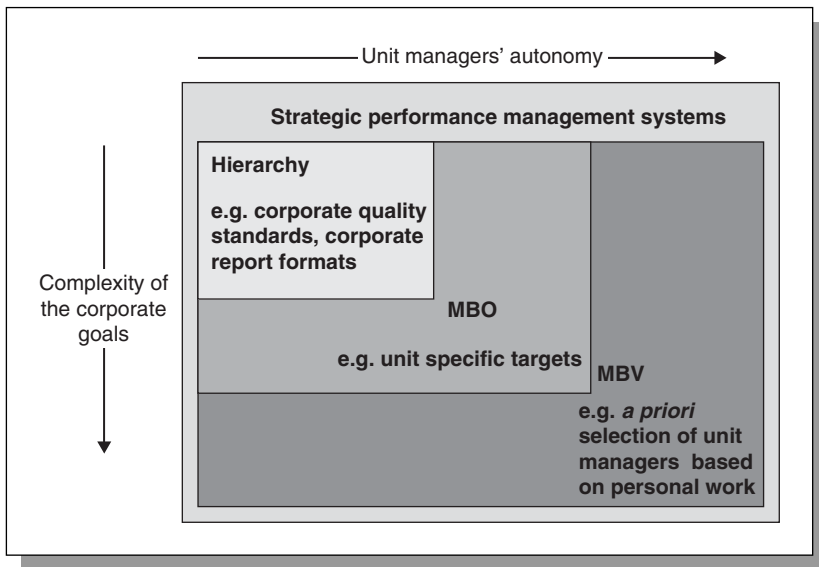 Unit managers' autonomy
Strategic performance management systems
Hierarchy
e.g. corporate quality
standards, corporate
report formats
Complexity of
the corporate
goals
MBO
e.g. unit specific targets
MBV
e.g. a priori
selection of unit
managers based
on personal work